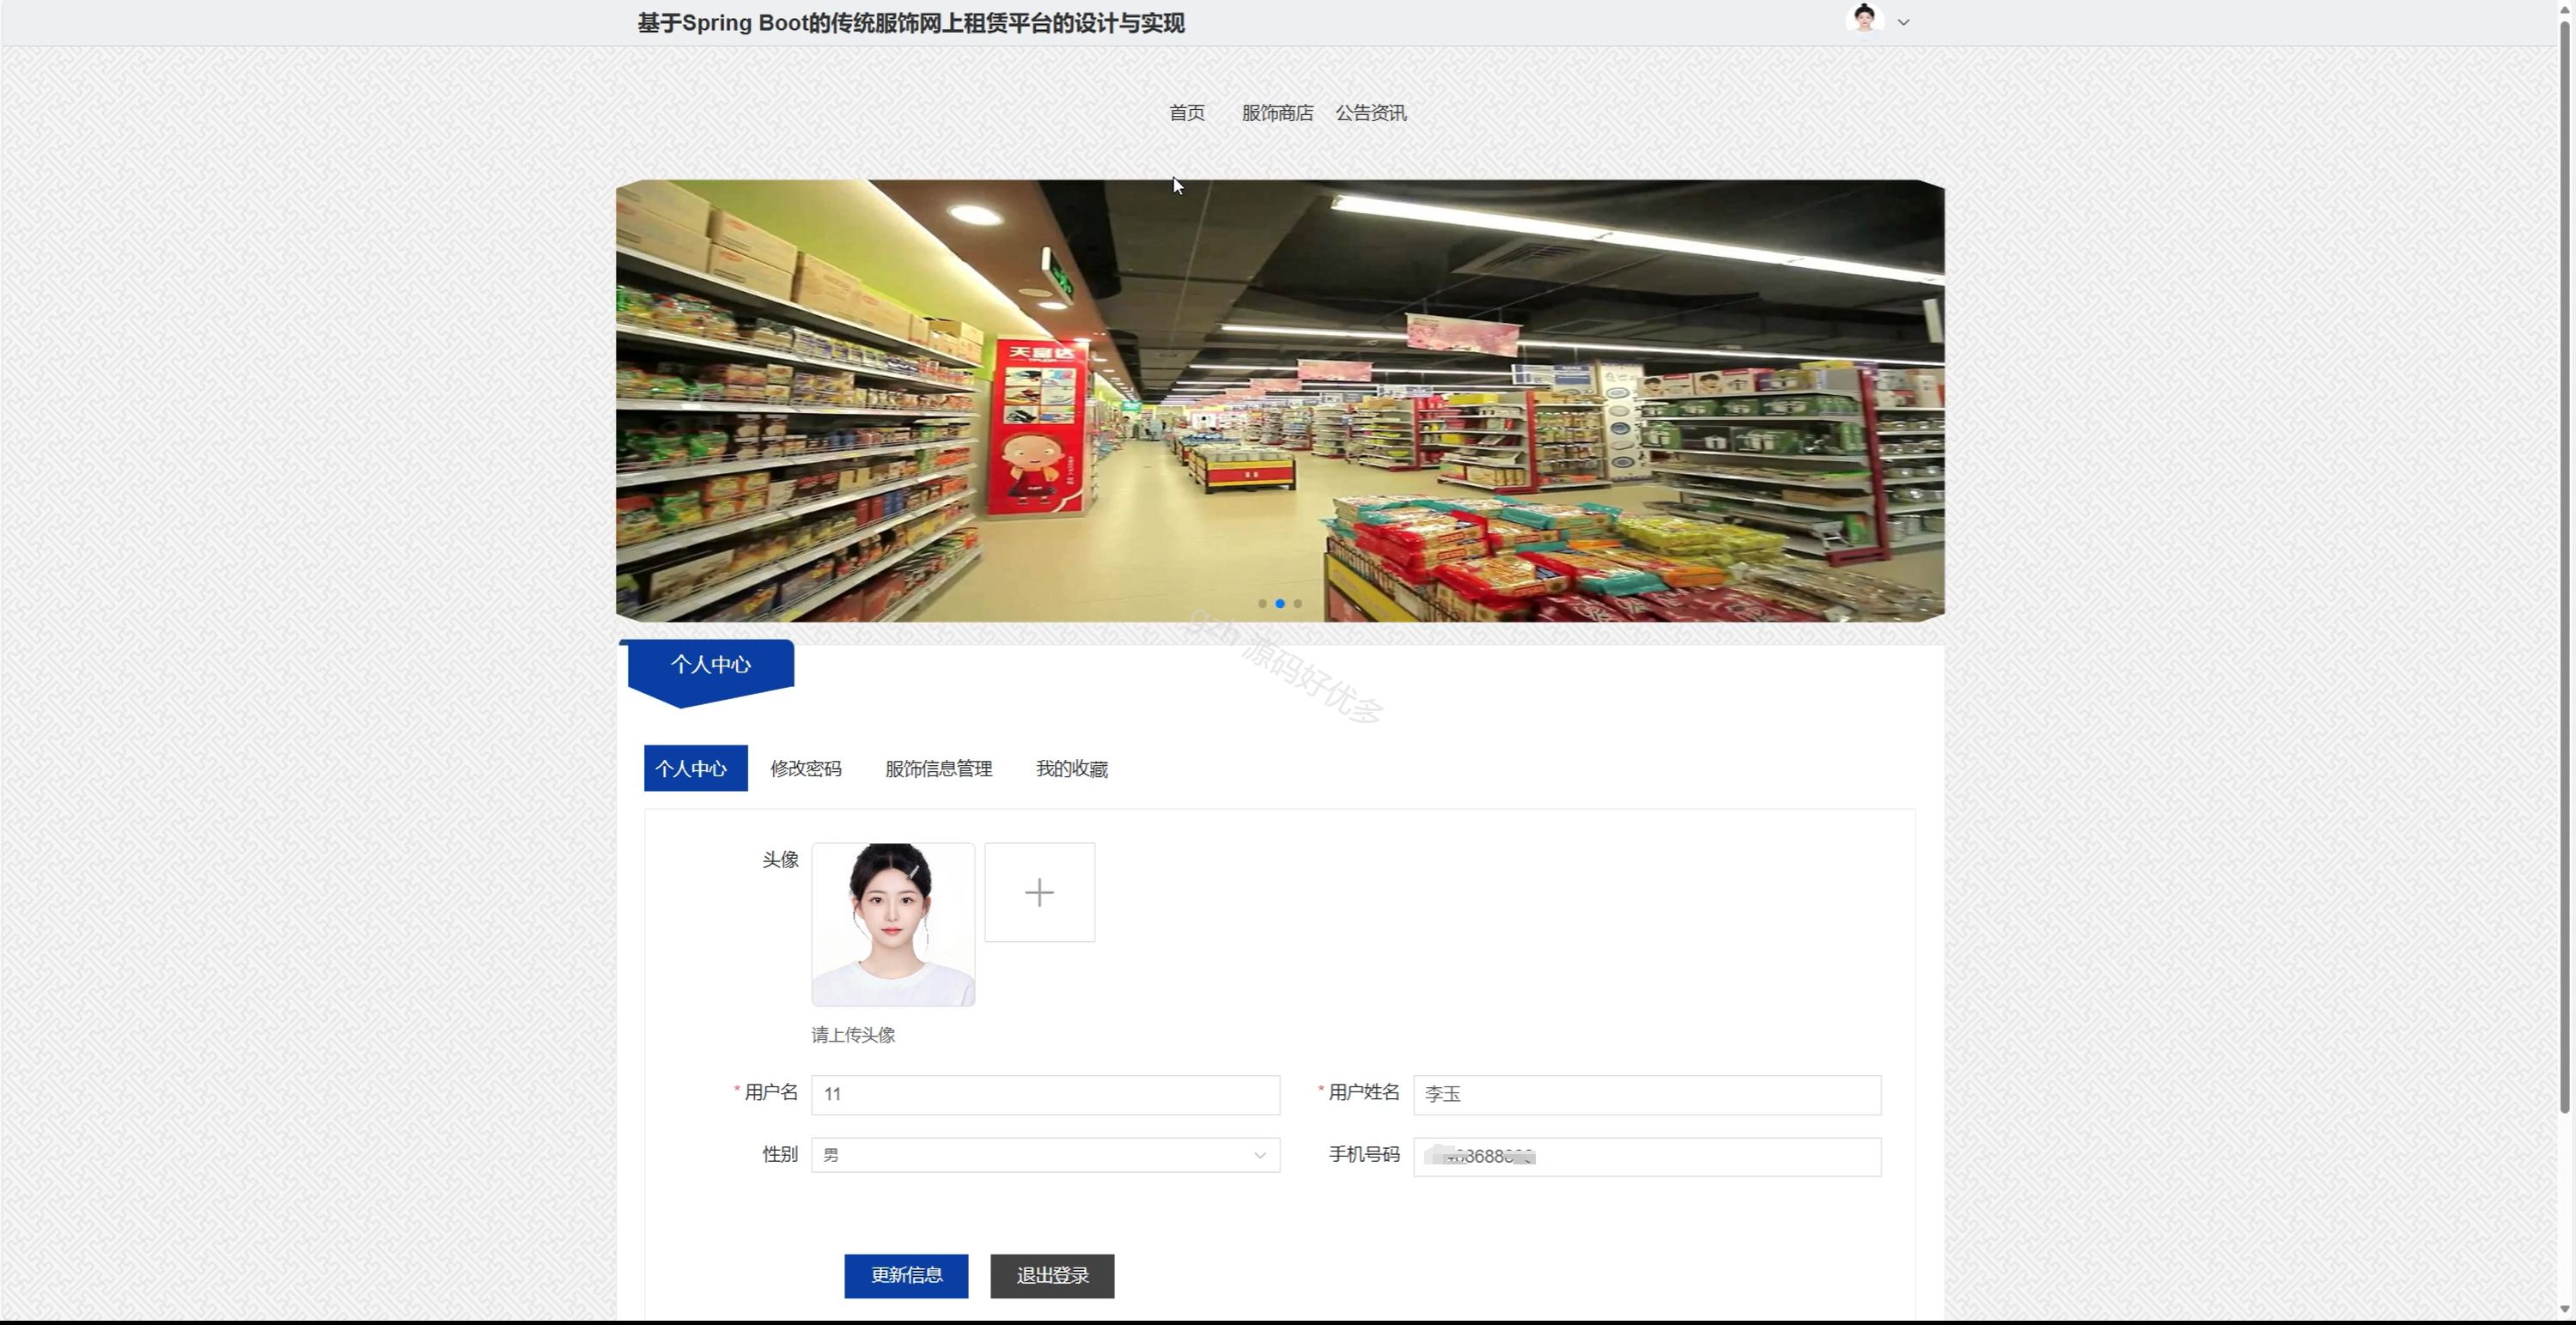 基于Spring Boot的传统服饰网上租赁平台的设计与实现
首页 服饰商店 公告资讯
天富达
gzh 源码好优多
个人中心
个人中心 修改密码 服饰信息管理 我的收藏
头像
请上传头像
* 用户名 11 * 用户姓名 李玉
性别 男 手机号码
更新信息 退出登录